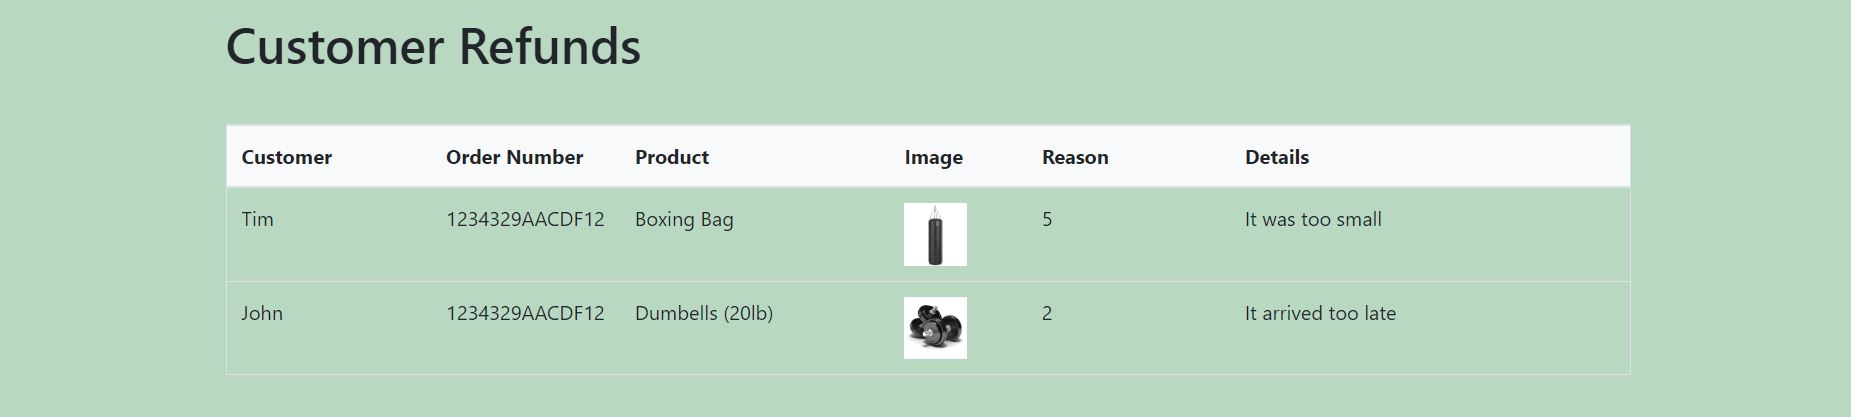 Customer Refunds
Customer Order Number Product Image Reason Details
Tim 1234329AACDF12 Boxing Bag 5 It was too small
John 1234329AACDF12 Dumbells (20lb) 2 It arrived too late